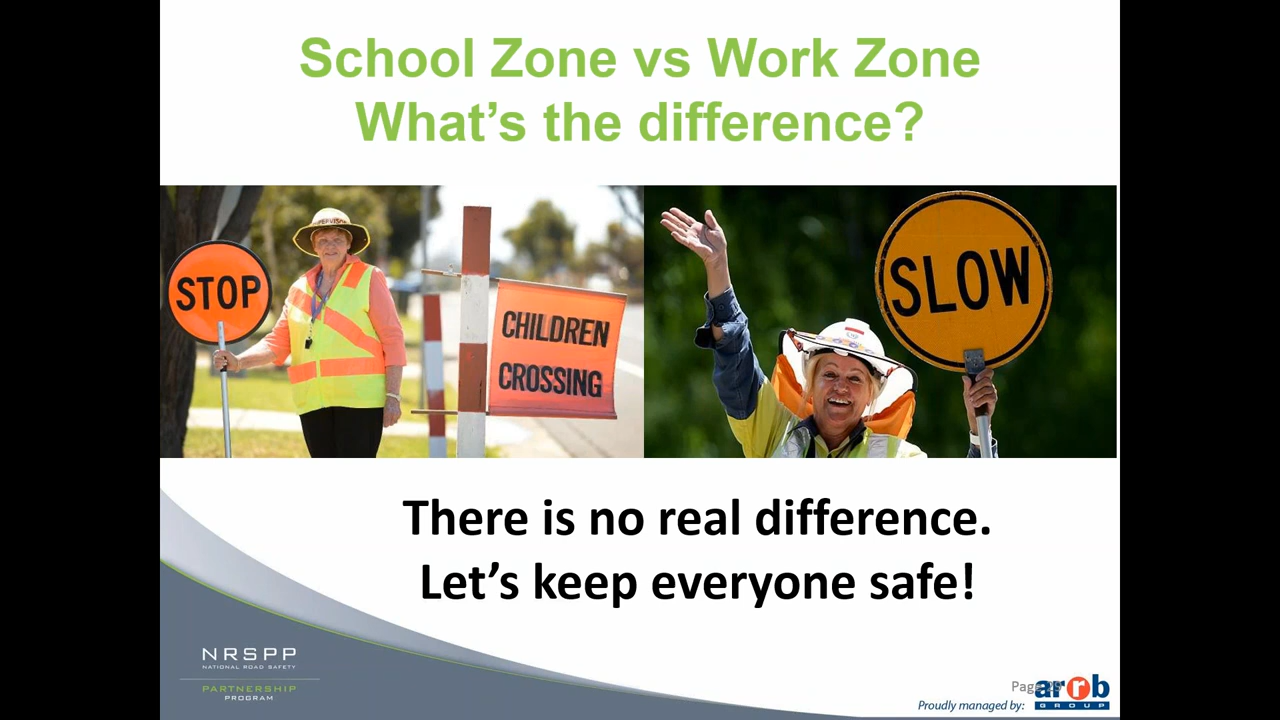 School Zone vs Work Zone
What’s the difference?
STOP
CHILDREN
CROSSING
SLOW
There is no real difference.
Let’s keep everyone safe!
NRSPP
NATIONAL ROAD SAFETY
PARTNERSHIP
PROGRAM
Proudly managed by:
Page
arrb
GROUP